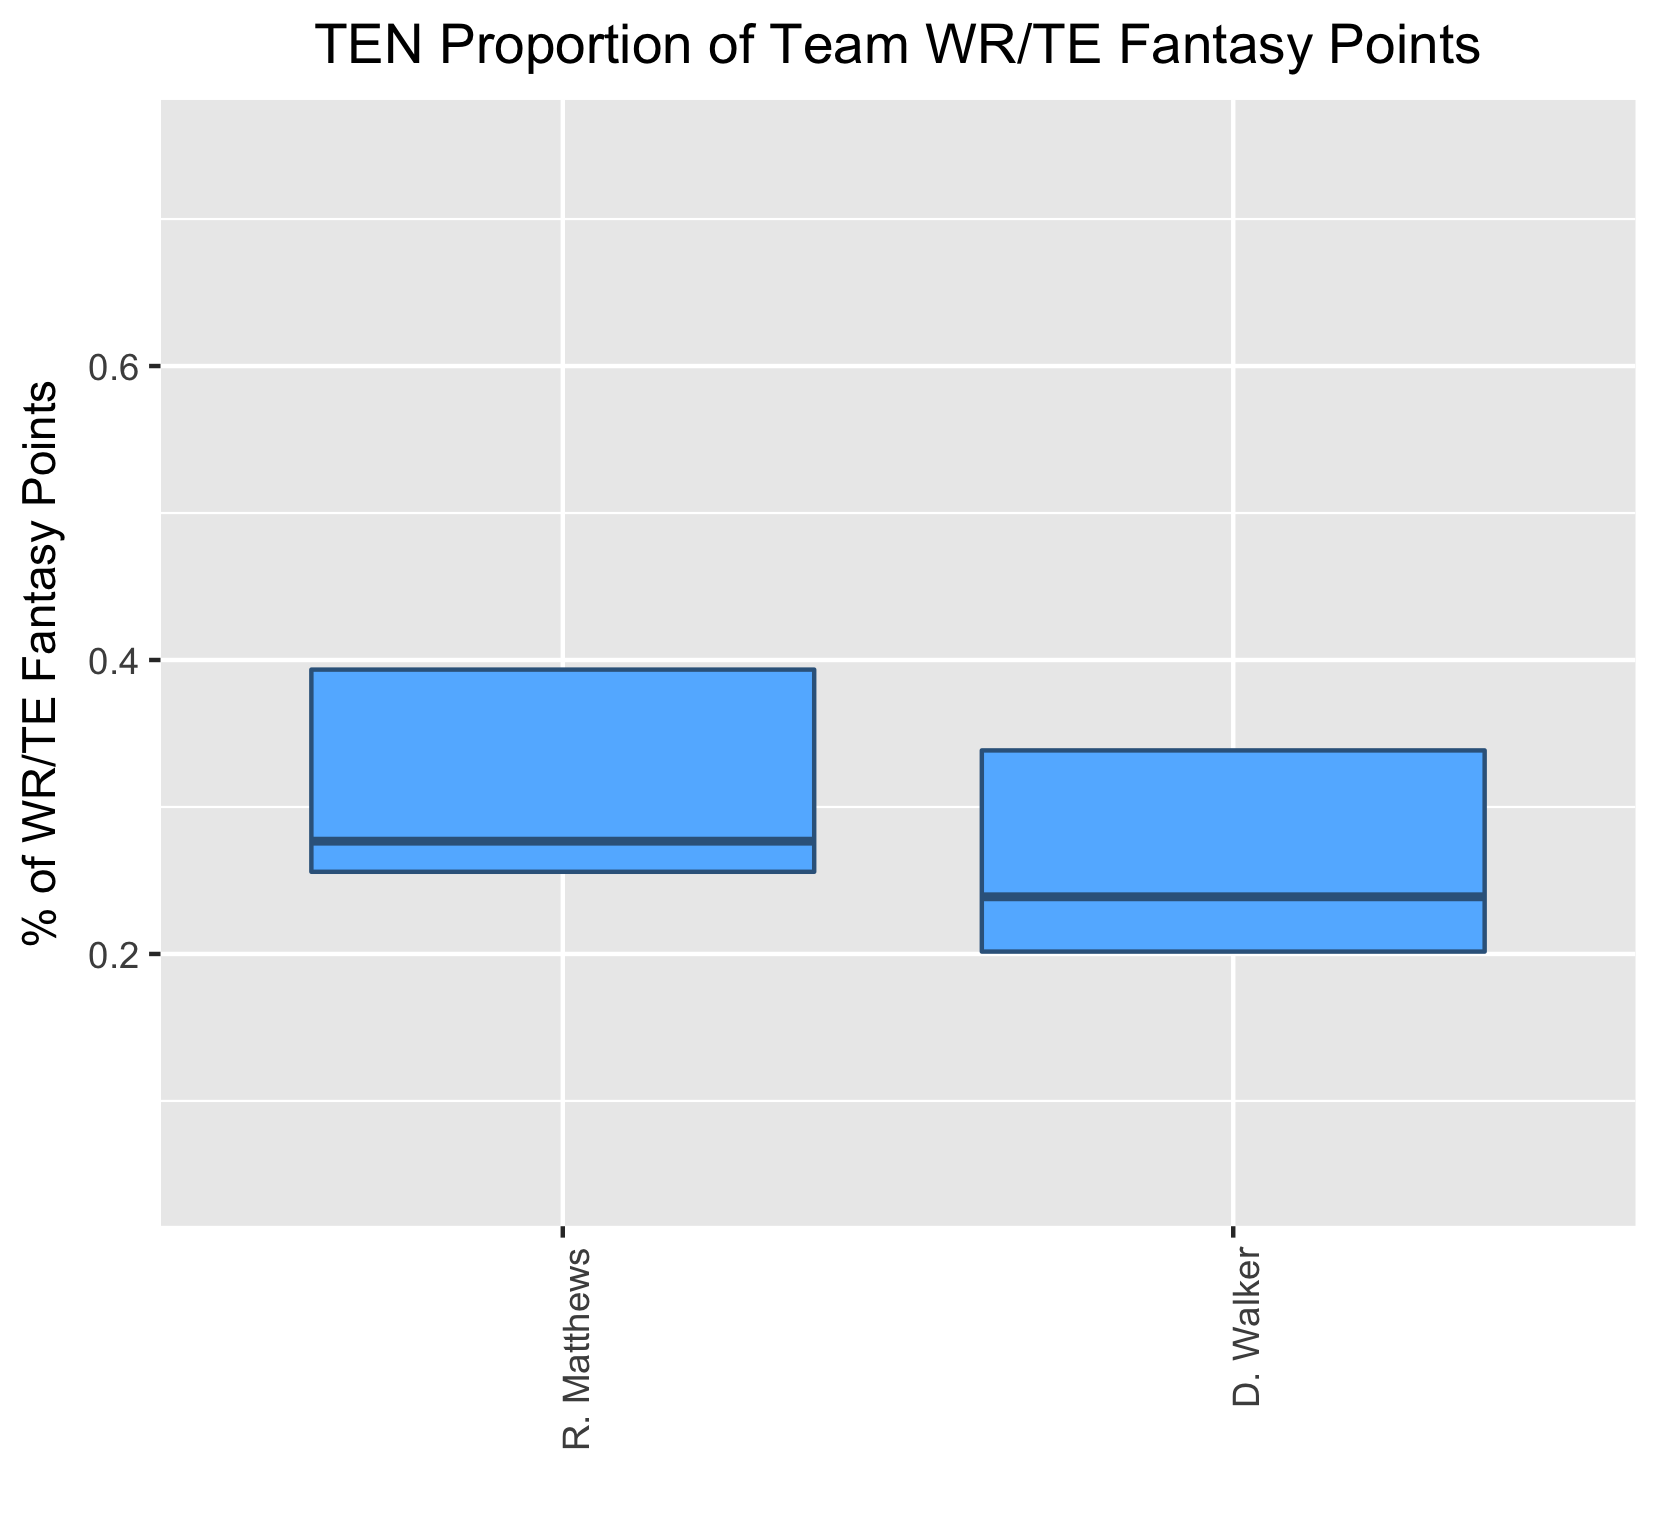 TEN Proportion of Team WR/TE Fantasy Points
% of WR/TE Fantasy Points
0.6
0.4
0.2
R. Matthews
D. Walker